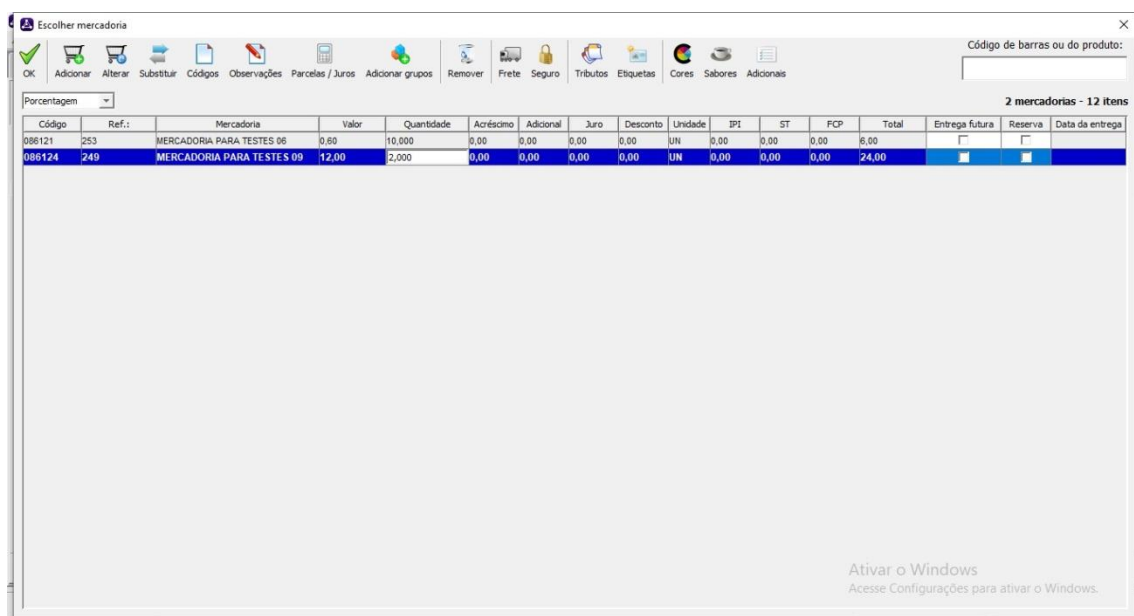 Escolher mercadoria
OK Adicionar Alterar Substituir Códigos Observações Parcelas / Juros Adicionar grupos Remover Frete Seguro Tributos Etiquetas Cores Sabores Adicionais
Código de barras ou do produto:
Porcentagem
2 mercadorias - 12 itens
Código Ref.: Mercadoria Valor Quantidade Acréscimo Adicional Juro Desconto Unidade IPI ST FCP Total Entrega futura Reserva Data da entrega
086121 253 MERCADORIA PARA TESTES 06 0,60 10,000 0,00 0,00 0,00 0,00 UN 0,00 0,00 0,00 6,00
086124 249 MERCADORIA PARA TESTES 09 12,00 2,000 0,00 0,00 0,00 0,00 UN 0,00 0,00 0,00 24,00
Ativar o Windows
Acesse Configurações para ativar o Windows.